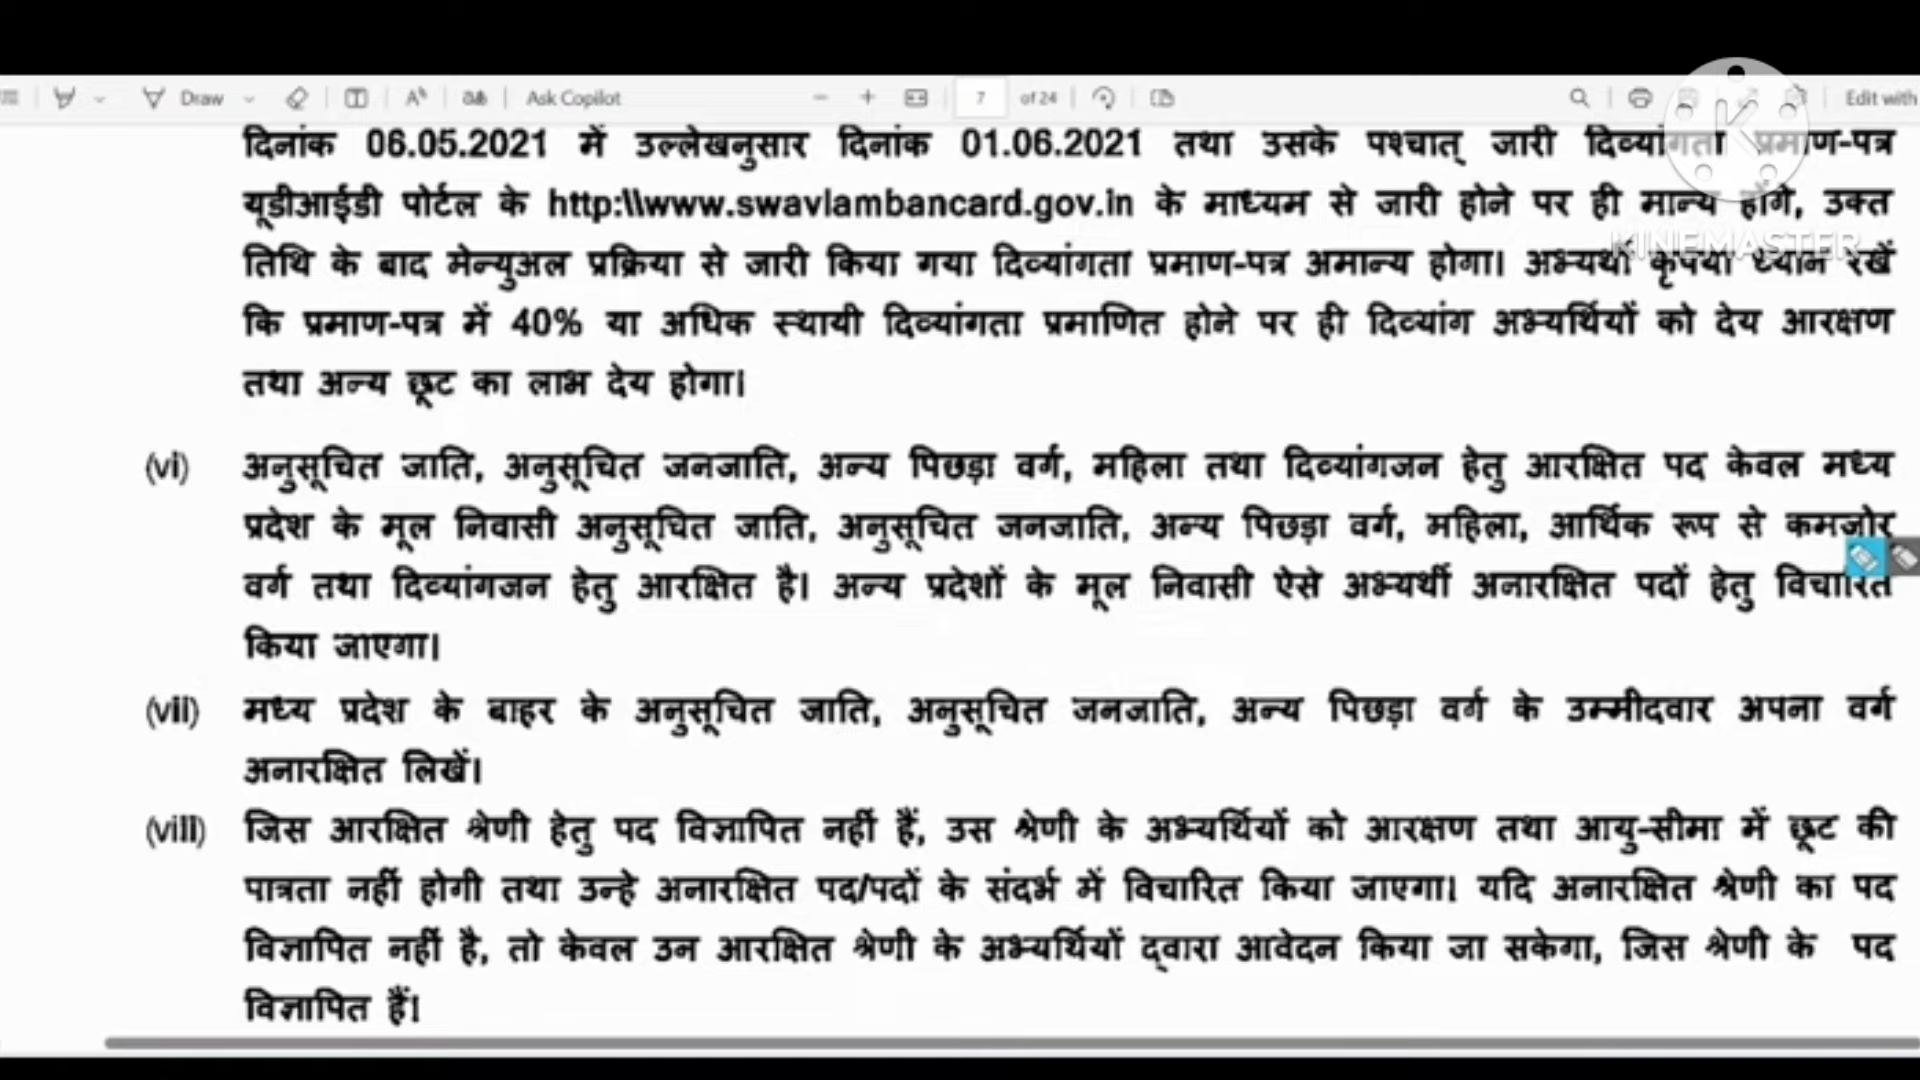 Draw Ask Copilot 7 of 24 Edit with
दिनांक 06.05.2021 में उल्लेखनुसार दिनांक 01.06.2021 तथा उसके पश्चात् जारी दिव्यांगता प्रमाण-पत्र
यूडीआईडी पोर्टल के http:\\www.swavlambancard.gov.in के माध्यम से जारी होने पर ही मान्य होंगे, उक्त
KINEMASTER
तिथि के बाद मेन्युअल प्रक्रिया से जारी किया गया दिव्यांगता प्रमाण-पत्र अमान्य होगा। अभ्यर्थी कृपया ध्यान रखें
कि प्रमाण-पत्र में 40% या अधिक स्थायी दिव्यांगता प्रमाणित होने पर ही दिव्यांग अभ्यर्थियों को देय आरक्षण
तथा अन्य छूट का लाभ देय होगा।
(vi) अनुसूचित जाति, अनुसूचित जनजाति, अन्य पिछड़ा वर्ग, महिला तथा दिव्यांगजन हेतु आरक्षित पद केवल मध्य
प्रदेश के मूल निवासी अनुसूचित जाति, अनुसूचित जनजाति, अन्य पिछड़ा वर्ग, महिला, आर्थिक रूप से कमजोर
वर्ग तथा दिव्यांगजन हेतु आरक्षित है। अन्य प्रदेशों के मूल निवासी ऐसे अभ्यर्थी अनारक्षित पदों हेतु विचारित
किया जाएगा।
(vii) मध्य प्रदेश के बाहर के अनुसूचित जाति, अनुसूचित जनजाति, अन्य पिछड़ा वर्ग के उम्मीदवार अपना वर्ग
अनारक्षित लिखें।
(viii) जिस आरक्षित श्रेणी हेतु पद विज्ञापित नहीं हैं, उस श्रेणी के अभ्यर्थियों को आरक्षण तथा आयु-सीमा में छूट की
पात्रता नहीं होगी तथा उन्हे अनारक्षित पद/पदों के संदर्भ में विचारित किया जाएगा। यदि अनारक्षित श्रेणी का पद
विज्ञापित नहीं है, तो केवल उन आरक्षित श्रेणी के अभ्यर्थियों द्वारा आवेदन किया जा सकेगा, जिस श्रेणी के पद
विज्ञापित हैं।